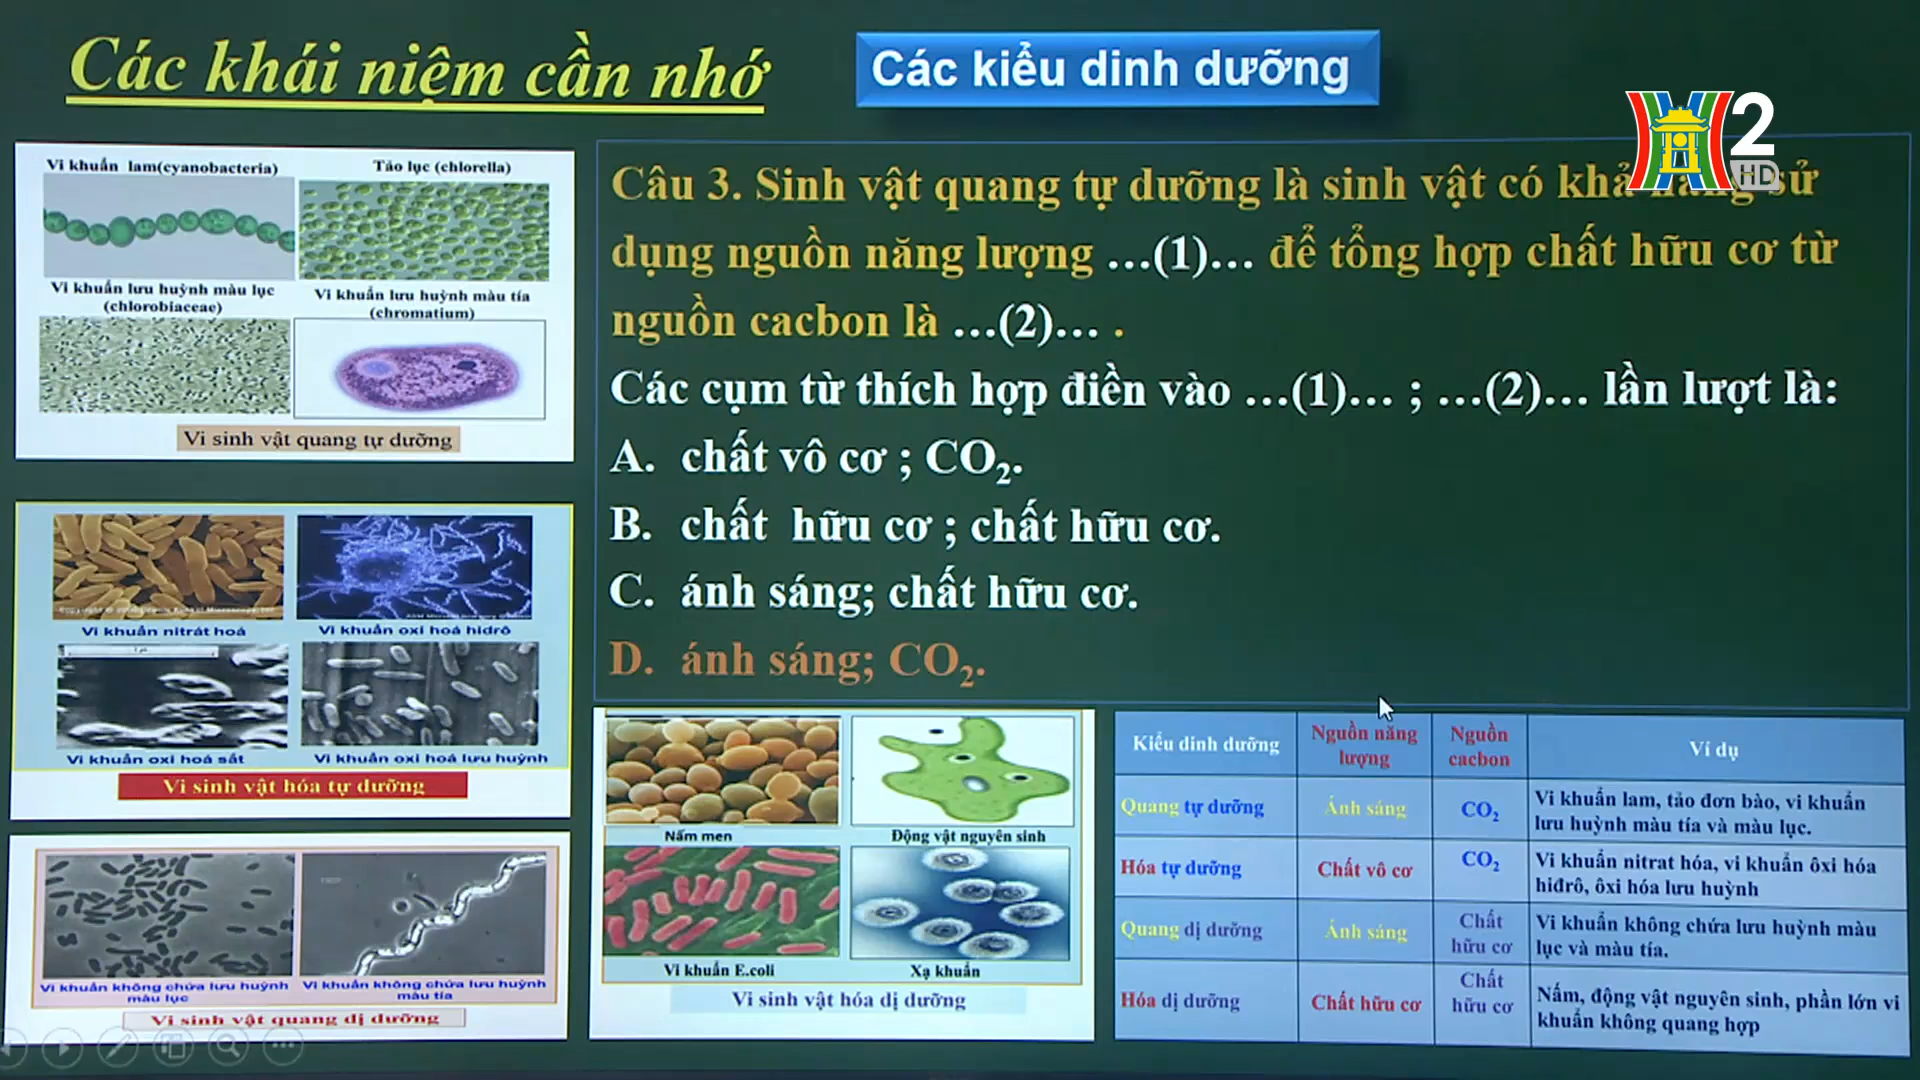 Các khái niệm cần nhớ
Các kiểu dinh dưỡng
2
HD
Vi khuẩn lam(cyanobacteria)
Tảo lục (chlorella)
Vi khuẩn lưu huỳnh màu lục
(chlorobiaceae)
Vi khuẩn lưu huỳnh màu tía
(chromatium)
Vi sinh vật quang tự dưỡng
Vi khuẩn nitrát hoá
Vi khuẩn oxi hoá hiđrô
Vi khuẩn oxi hoá sắt
Vi khuẩn oxi hoá lưu huỳnh
Vi sinh vật hóa tự dưỡng
Vi khuẩn không chứa lưu huỳnh
màu lục
Vi khuẩn không chứa lưu huỳnh
màu tía
Vi sinh vật quang dị dưỡng
Câu 3. Sinh vật quang tự dưỡng là sinh vật có khả năng sử
dụng nguồn năng lượng ...(1)... để tổng hợp chất hữu cơ từ
nguồn cacbon là ...(2)... .
Các cụm từ thích hợp điền vào ...(1)... ; ...(2)... lần lượt là:
A. chất vô cơ ; CO₂.
B. chất hữu cơ ; chất hữu cơ.
C. ánh sáng; chất hữu cơ.
D. ánh sáng; CO₂.
Nấm men
Động vật nguyên sinh
Vi khuẩn E.coli
Xạ khuẩn
Vi sinh vật hóa dị dưỡng
Kiểu dinh dưỡng
Nguồn năng
lượng
Nguồn
cacbon
Ví dụ
Quang tự dưỡng
Ánh sáng
CO₂
Vi khuẩn lam, tảo đơn bào, vi khuẩn
lưu huỳnh màu tía và màu lục.
Hóa tự dưỡng
Chất vô cơ
CO₂
Vi khuẩn nitrat hóa, vi khuẩn ôxi hóa
hiđrô, ôxi hóa lưu huỳnh
Quang dị dưỡng
Ánh sáng
Chất
hữu cơ
Vi khuẩn không chứa lưu huỳnh màu
lục và màu tía.
Hóa dị dưỡng
Chất hữu cơ
Chất
hữu cơ
Nấm, động vật nguyên sinh, phần lớn vi
khuẩn không quang hợp